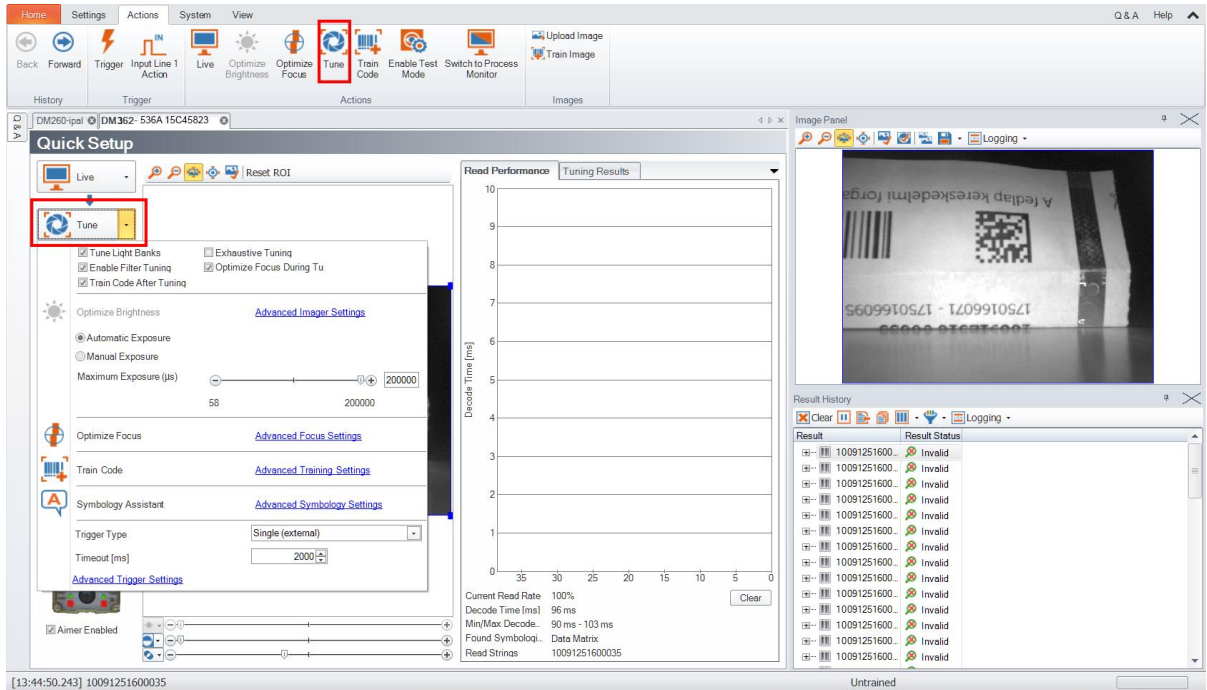 Home Settings Actions System View Q & A Help
Back Forward Trigger Input Line 1 Action Live Optimize Brightness Optimize Focus Tune Train Code Enable Test Mode Switch to Process Monitor Upload Image
Train Image
History Trigger Actions Images
Q & A
DM260-ipal DM362- 536A 15C45823
Quick Setup
Live
Reset ROI
Tune
Tune Light Banks Exhaustive Tuning
Enable Filter Tuning Optimize Focus During Tu
Train Code After Tuning
Optimize Brightness Advanced Imager Settings
Automatic Exposure
Manual Exposure
Maximum Exposure (µs) 200000
58 200000
Optimize Focus Advanced Focus Settings
Train Code Advanced Training Settings
Symbology Assistant Advanced Symbology Settings
Trigger Type Single (external)
Timeout [ms] 2000
Advanced Trigger Settings
Aimer Enabled
Read Performance Tuning Results
Decode Time [ms]
10
9
8
7
6
5
4
3
2
1
0
35 30 25 20 15 10 5 0
Current Read Rate 100%
Clear
Decode Time [ms] 96 ms
Min/Max Decode... 90 ms - 103 ms
Found Symbologi... Data Matrix
Read Strings 10091251600035
Image Panel
Logging
A fedlap kereskedelmi forga
1750166071 - 1750166095
Result History
Clear Logging
Result Result Status
10091251600... Invalid
10091251600... Invalid
10091251600... Invalid
10091251600... Invalid
10091251600... Invalid
10091251600... Invalid
10091251600... Invalid
10091251600... Invalid
10091251600... Invalid
10091251600... Invalid
10091251600... Invalid
10091251600... Invalid
10091251600... Invalid
10091251600... Invalid
[13:44:50.243] 10091251600035 Untrained